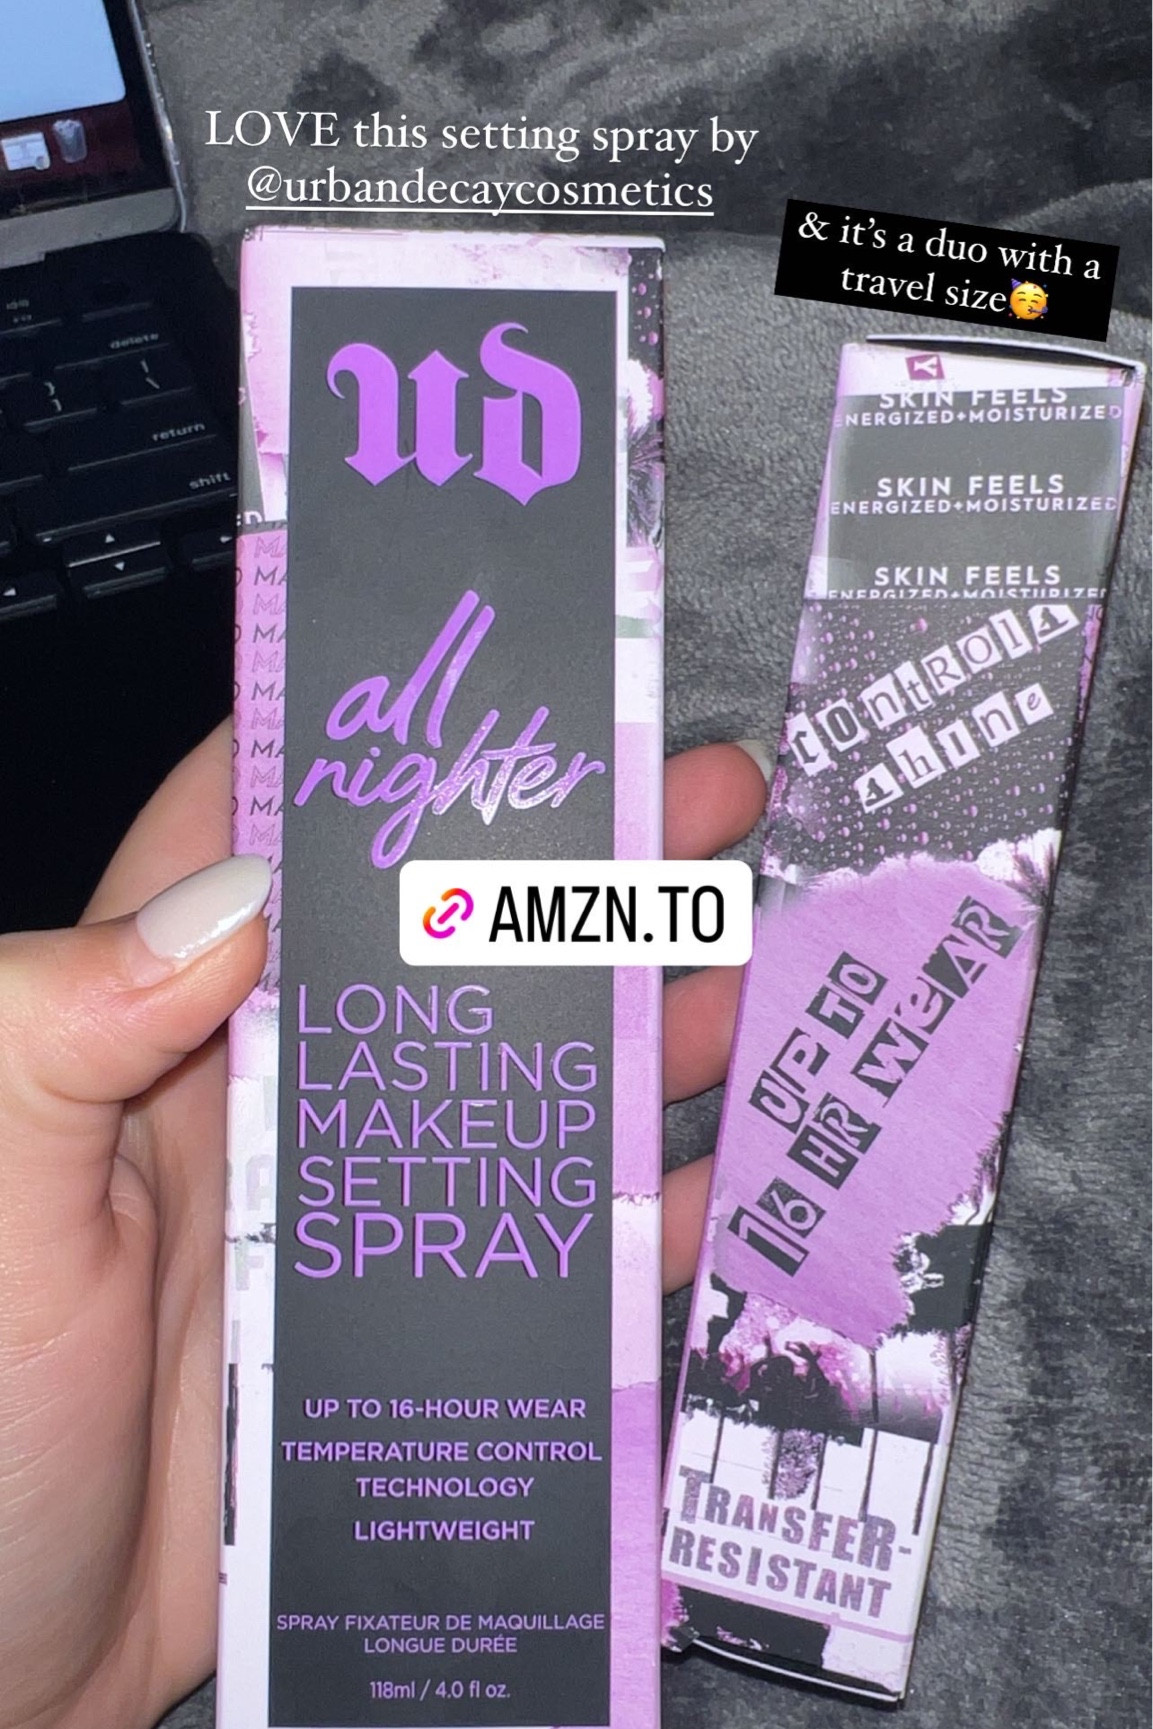 LOVE this setting spray by
@urbandecaycosmetics
& it's a duo with a
travel size🥳
delete
return
shift
ud
all
nighter
AMZN.TO
LONG
LASTING
MAKEUP
SETTING
SPRAY
UP TO 16-HOUR WEAR
TEMPERATURE CONTROL
TECHNOLOGY
LIGHTWEIGHT
SPRAY FIXATEUR DE MAQUILLAGE
LONGUE DURÉE
118ml / 4.0 fl oz.
SKIN FEELS
ENERGIZED+MOISTURIZED
SKIN FEELS
ENERGIZED+MOISTURIZED
SKIN FEELS
ENERGIZED+MOISTURIZED
CONtROlS
shine
UP TO
16 HR WeAR
TRANSFER-
RESISTANT